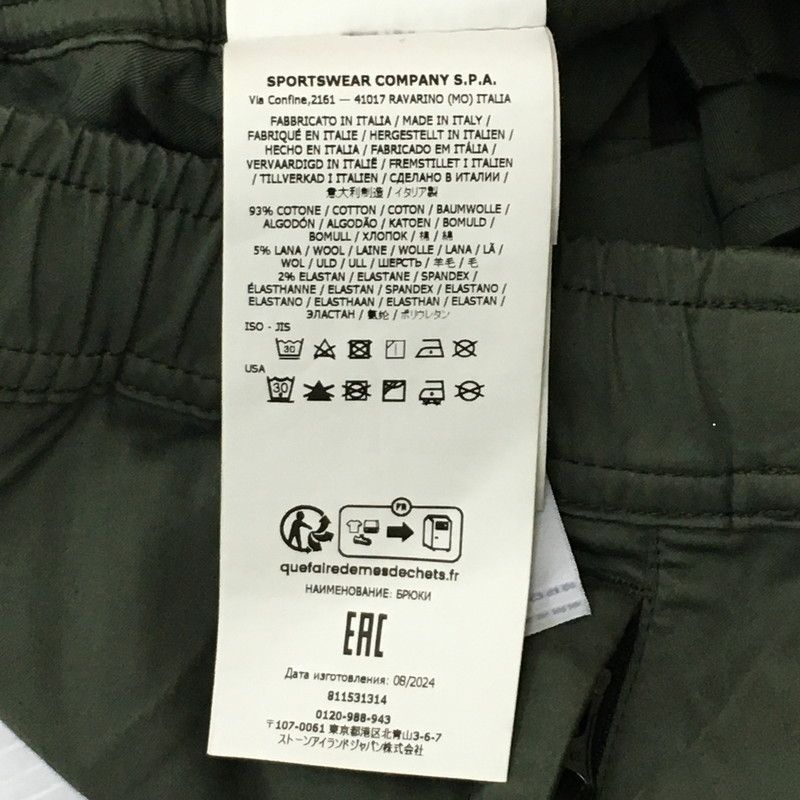 SPORTSWEAR COMPANY S.P.A.
Via Confine,2161 — 41017 RAVARINO (MO) ITALIA
FABBRICATO IN ITALIA / MADE IN ITALY /
FABRIQUÉ EN ITALIE / HERGESTELLT IN ITALIEN /
HECHO EN ITALIA / FABRICADO EM ITÁLIA /
VERVAARDIGD IN ITALIË / FREMSTILLET I ITALIEN
/ TILLVERKAD I ITALIEN / СДЕЛАНО В ИТАЛИИ /
意大利制造 / イタリア製
93% COTONE / COTTON / COTON / BAUMWOLLE /
ALGODÓN / ALGODÃO / KATOEN / BOMULD /
BOMULL / ХЛОПОК / 棉 / 綿
5% LANA / WOOL / LAINE / WOLLE / LANA / LÃ /
WOL / ULD / ULL / ШЕРСТЬ / 羊毛 / 毛
2% ELASTAN / ELASTANE / SPANDEX /
ÉLASTHANNE / ELASTAN / SPANDEX / ELASTANO /
ELASTANO / ELASTHAAN / ELASTHAN / ELASTAN /
ЭЛАСТАН / 氨纶 / ポリウレタン
ISO - JIS
30
USA
30
FR
quefairedemesdechets.fr
НАИМЕНОВАНИЕ: БРЮКИ
EAC
Дата изготовления: 08/2024
811531314
0120-988-943
〒107-0061 東京都港区北青山3-6-7
ストーンアイランドジャパン株式会社